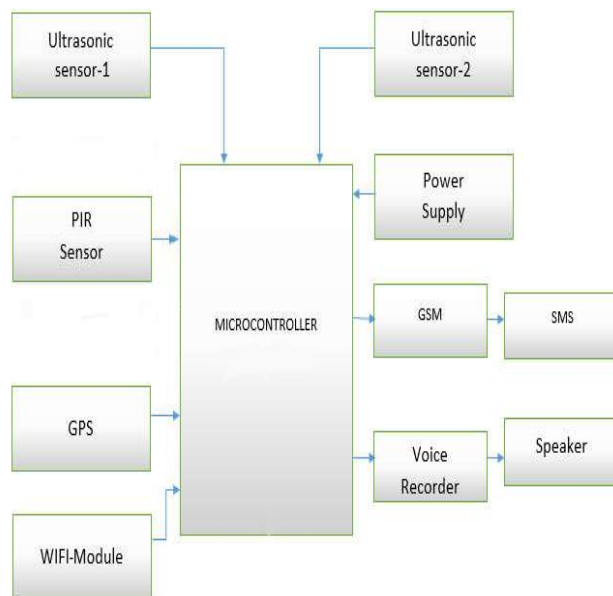 Ultrasonic
sensor-1
Ultrasonic
sensor-2
Power
Supply
PIR
Sensor
MICROCONTROLLER
GSM
SMS
GPS
Voice
Recorder
Speaker
WIFI-Module